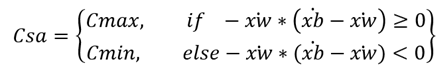 Csa = {Cmax, if − ẋw ∗ (ẋb − ẋw) ≥ 0}
{Cmin, else − ẋw ∗ (ẋb − ẋw) < 0}